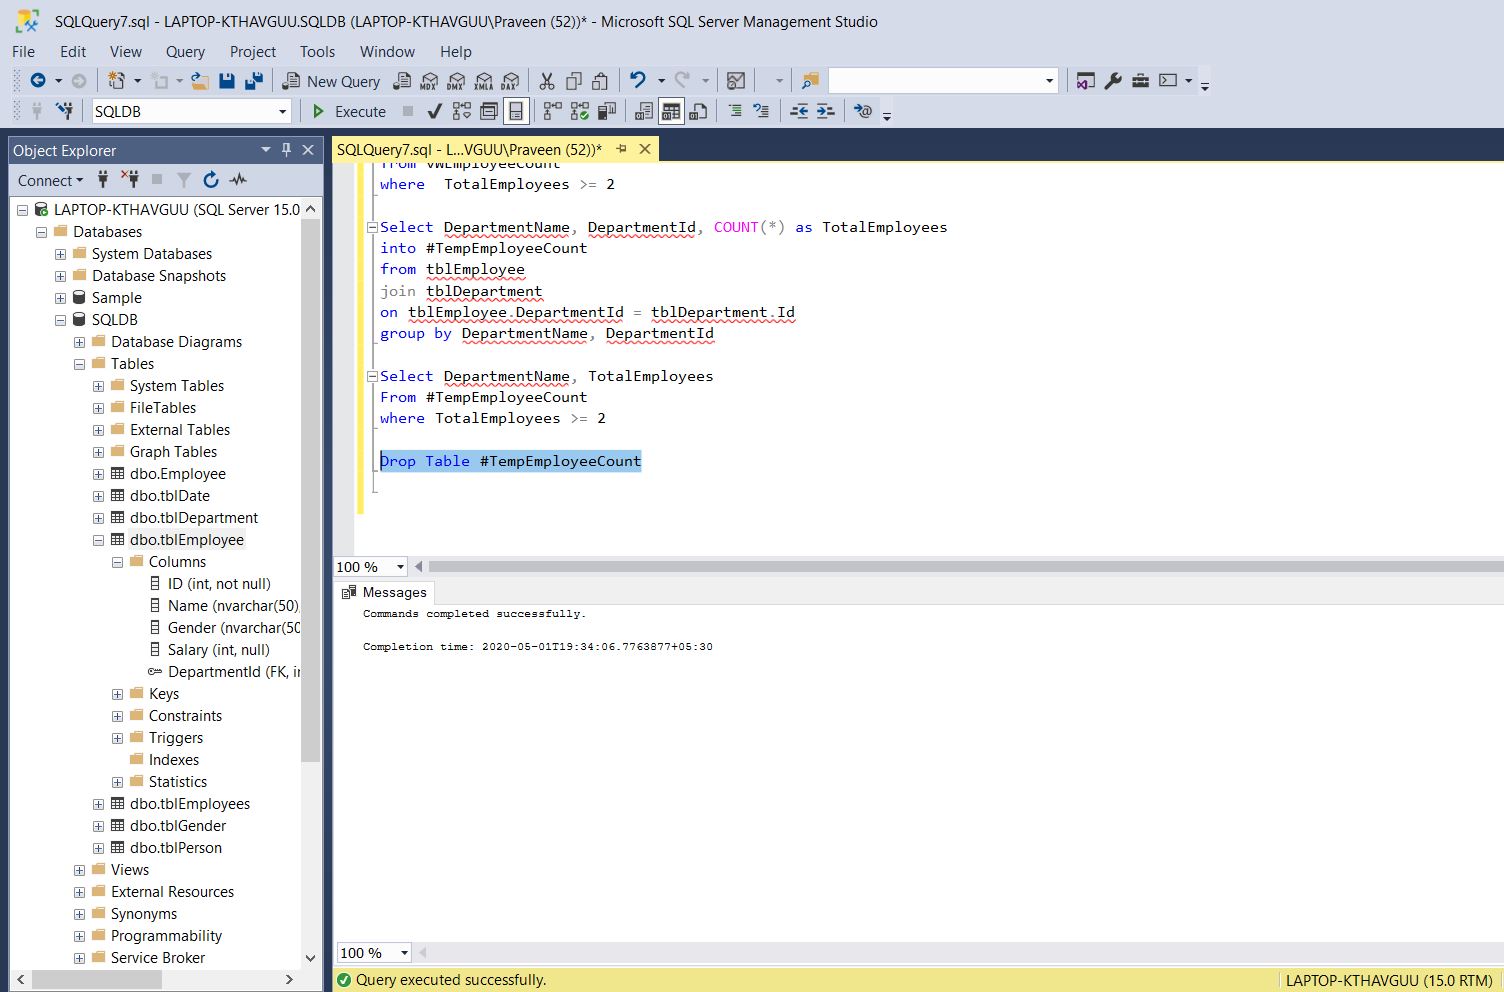 SQLQuery7.sql - LAPTOP-KTHAVGUU.SQLDB (LAPTOP-KTHAVGUU\Praveen (52))* - Microsoft SQL Server Management Studio
File Edit View Query Project Tools Window Help
New Query MDX DMX XMLA DAX
SQLDB Execute
Object Explorer
Connect
LAPTOP-KTHAVGUU (SQL Server 15.0
Databases
System Databases
Database Snapshots
Sample
SQLDB
Database Diagrams
Tables
System Tables
FileTables
External Tables
Graph Tables
dbo.Employee
dbo.tblDate
dbo.tblDepartment
dbo.tblEmployee
Columns
ID (int, not null)
Name (nvarchar(50),
Gender (nvarchar(50
Salary (int, null)
DepartmentId (FK, in
Keys
Constraints
Triggers
Indexes
Statistics
dbo.tblEmployees
dbo.tblGender
dbo.tblPerson
Views
External Resources
Synonyms
Programmability
Service Broker
SQLQuery7.sql - L...VGUU\Praveen (52))*
from vWEmployeeCount
where  TotalEmployees >= 2
Select DepartmentName, DepartmentId, COUNT(*) as TotalEmployees
into #TempEmployeeCount
from tblEmployee
join tblDepartment
on tblEmployee.DepartmentId = tblDepartment.Id
group by DepartmentName, DepartmentId
Select DepartmentName, TotalEmployees
From #TempEmployeeCount
where TotalEmployees >= 2
Drop Table #TempEmployeeCount
100 %
Messages
Commands completed successfully.
Completion time: 2020-05-01T19:34:06.7763877+05:30
100 %
Query executed successfully.
LAPTOP-KTHAVGUU (15.0 RTM)